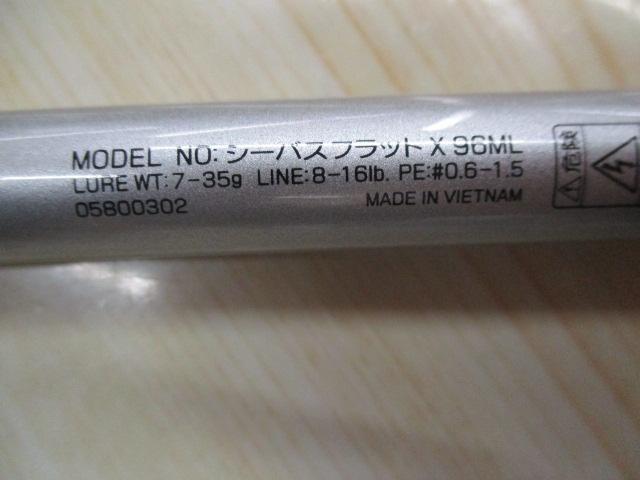 MODEL NO: シーバスフラット X 96ML
LURE WT: 7-35g LINE: 8-16lb. PE:#0.6-1.5
05800302 MADE IN VIETNAM
危険